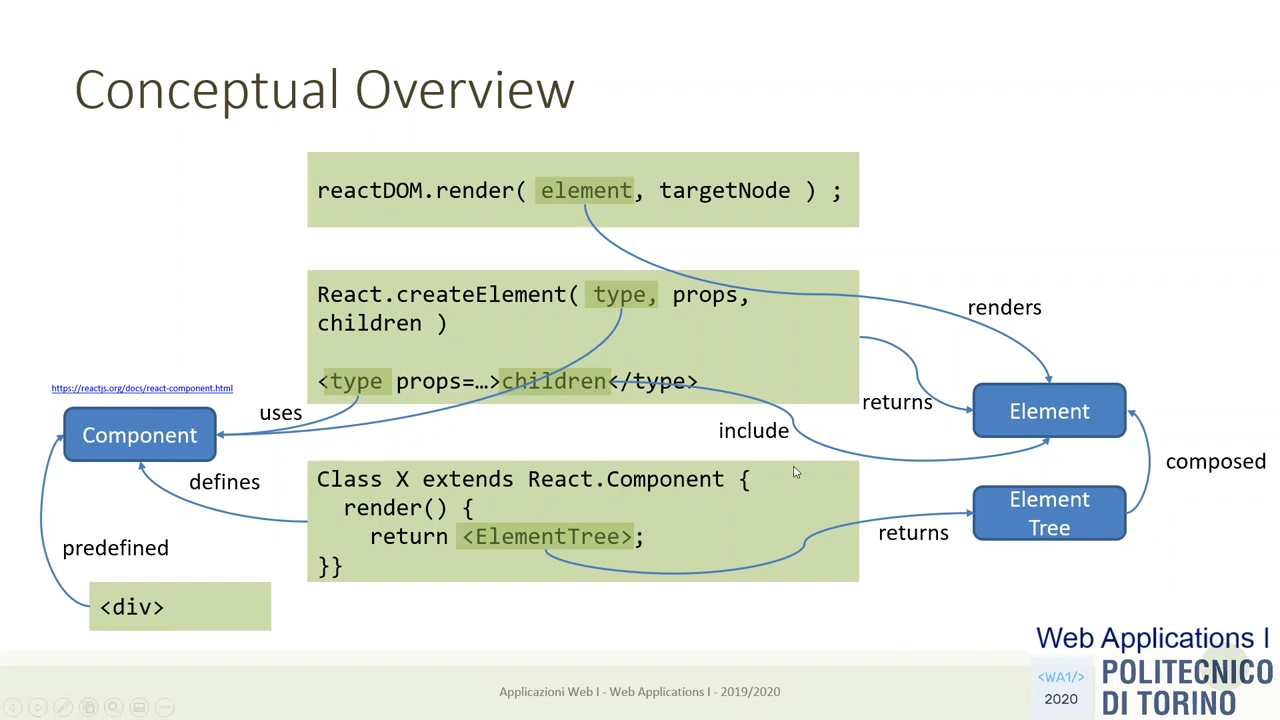 Conceptual Overview
reactDOM.render( element, targetNode ) ;
React.createElement( type, props,
children )
<type props=…>children</type>
renders
https://reactjs.org/docs/react-component.html
uses
returns
Element
Component
include
composed
defines
Class X extends React.Component {
render() {
return <ElementTree>;
}}
Element
Tree
returns
predefined
<div>
Web Applications I
<WA1/>
2020
POLITECNICO
DI TORINO
Applicazioni Web I - Web Applications I - 2019/2020